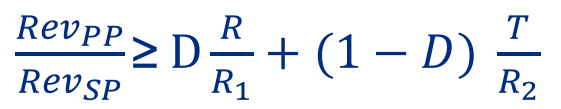 Rev_PP / Rev_SP ≥ D R / R_1 + (1 − D) T / R_2